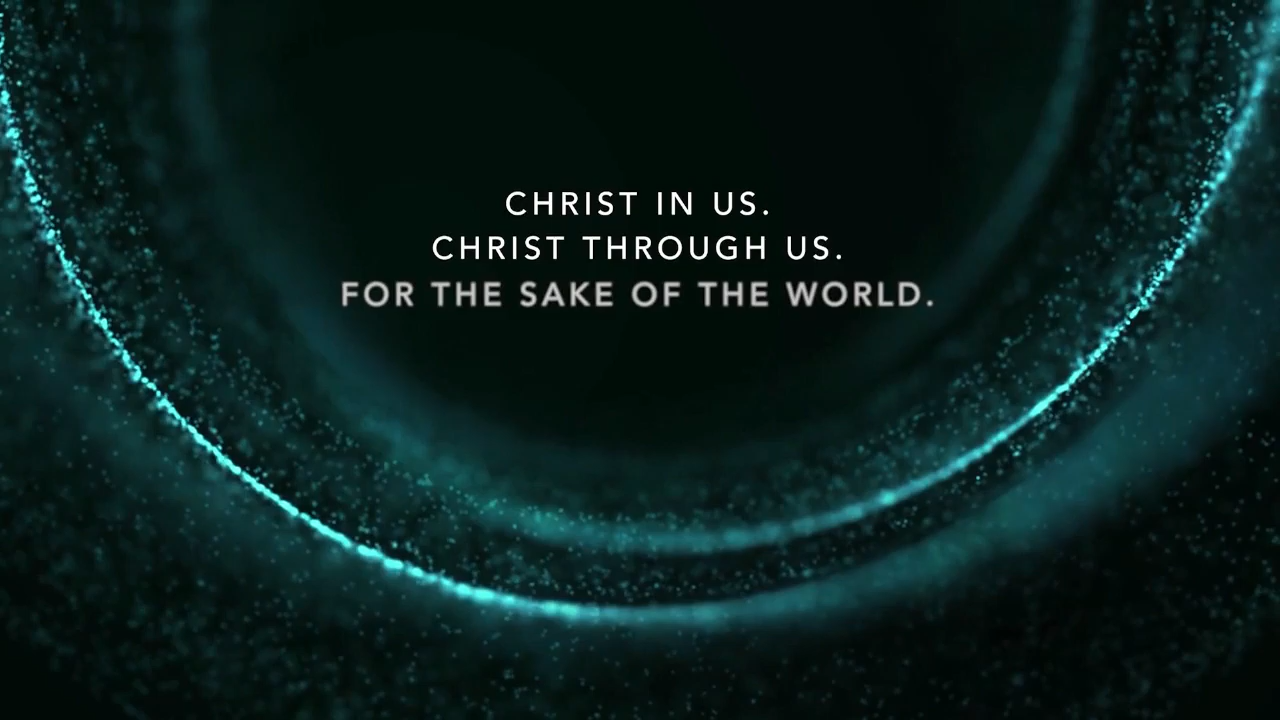 CHRIST IN US.
CHRIST THROUGH US.
FOR THE SAKE OF THE WORLD.